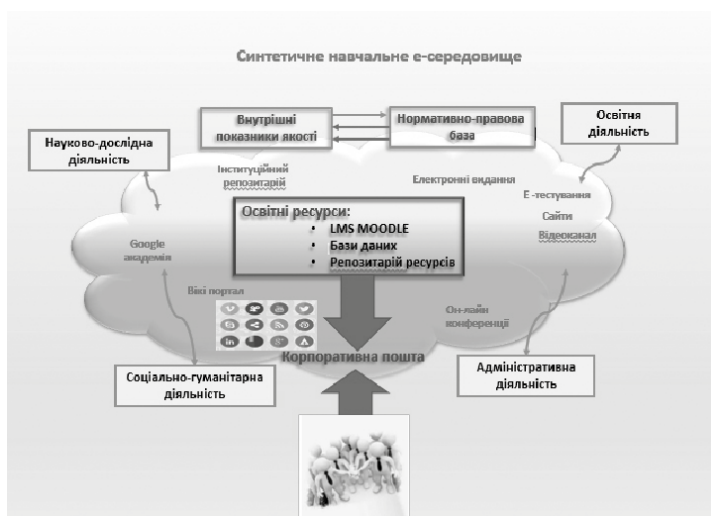 Синтетичне навчальне е-середовище
Внутрішні
показники якості
Нормативно-правова
база
Освітня
діяльність
Науково-дослідна
діяльність
Інституційний
репозитарій
Електронні видання
Е -тестування
Сайти
Відеоканал
Освітні ресурси:
• LMS MOODLE
• Бази даних
• Репозитарій ресурсів
Google
академія
Вікі портал
Он-лайн
конференції
Корпоративна пошта
Соціально-гуманітарна
діяльність
Адміністративна
діяльність